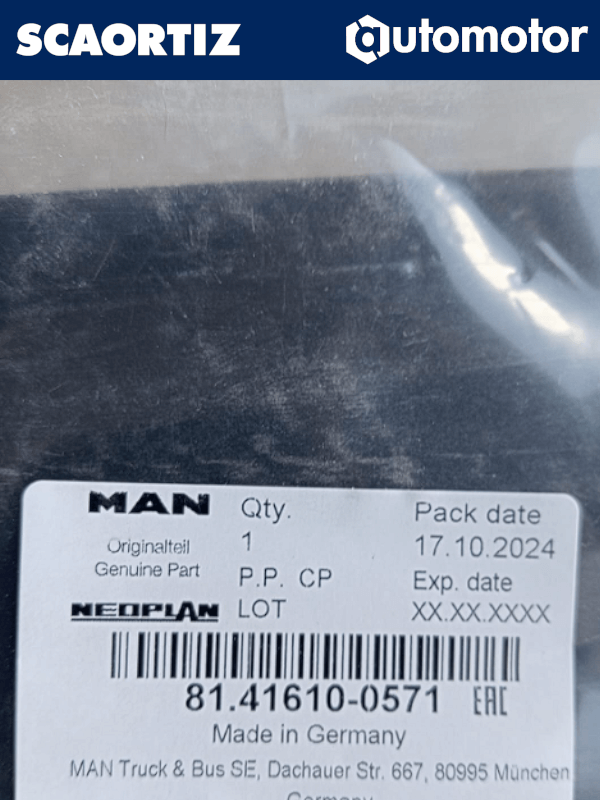 SCAORTIZ automotor
MAN Qty. Pack date
Originalteil 1 17.10.2024
Genuine Part P.P. CP Exp. date
NEOPLAN LOT XX.XX.XXXX
81.41610-0571 EAC
Made in Germany
MAN Truck & Bus SE, Dachauer Str. 667, 80995 München
Germany